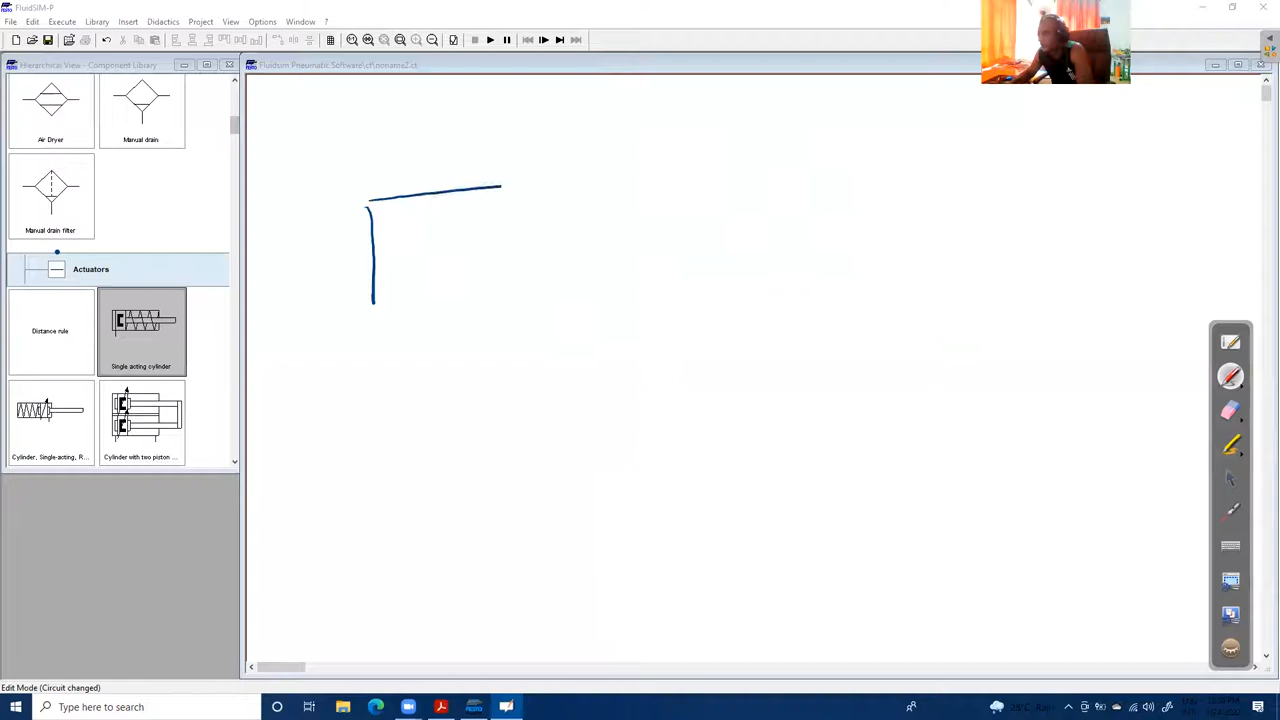 FluidSIM-P
File Edit Execute Library Insert Didactics Project View Options Window ?
Hierarchical View - Component Library
Fluidum Pneumatic Software\ct\noname2.ct
Air Dryer
Manual drain
Manual drain filter
Actuators
Distance rule
Single acting cylinder
Cylinder, Single-acting, R...
Cylinder with two piston ...
Edit Mode (Circuit changed)
Type here to search
FESTO